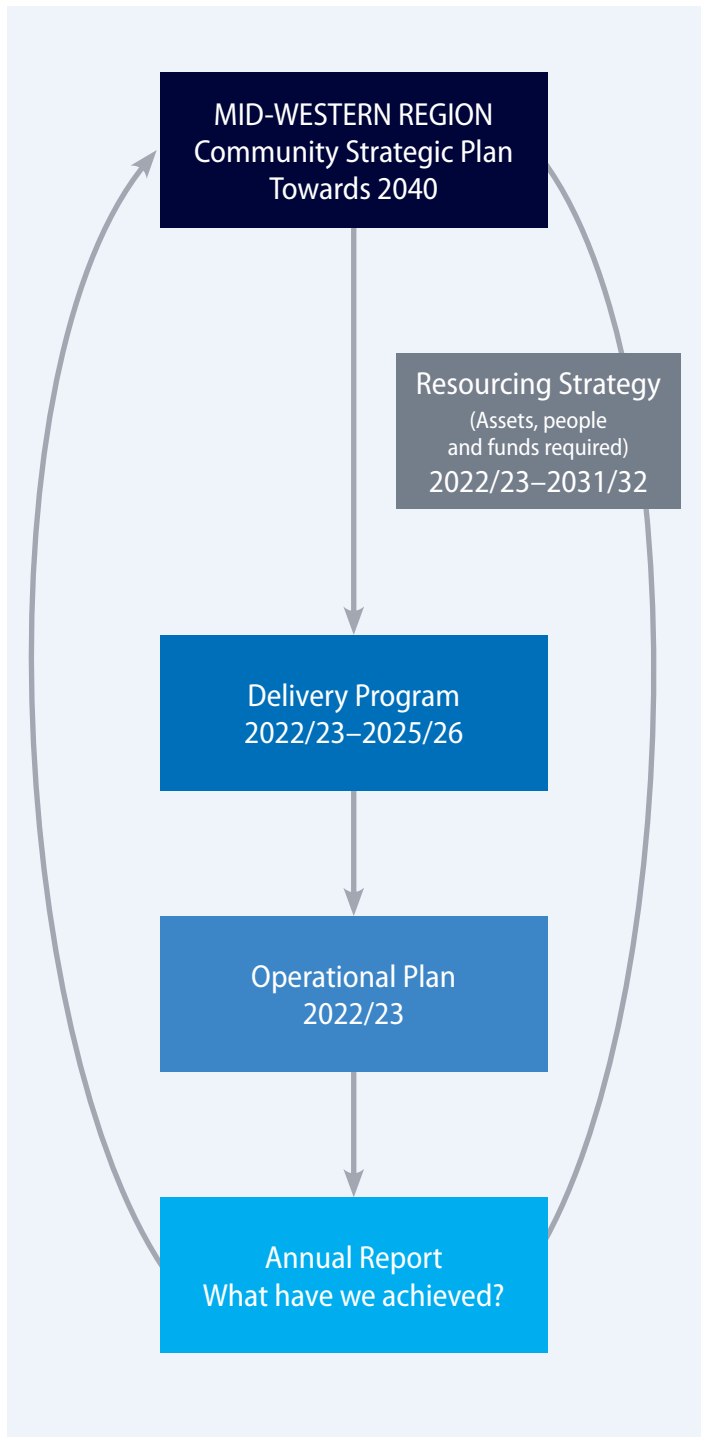 MID-WESTERN REGION
Community Strategic Plan
Towards 2040
Resourcing Strategy
(Assets, people
and funds required)
2022/23–2031/32
Delivery Program
2022/23–2025/26
Operational Plan
2022/23
Annual Report
What have we achieved?